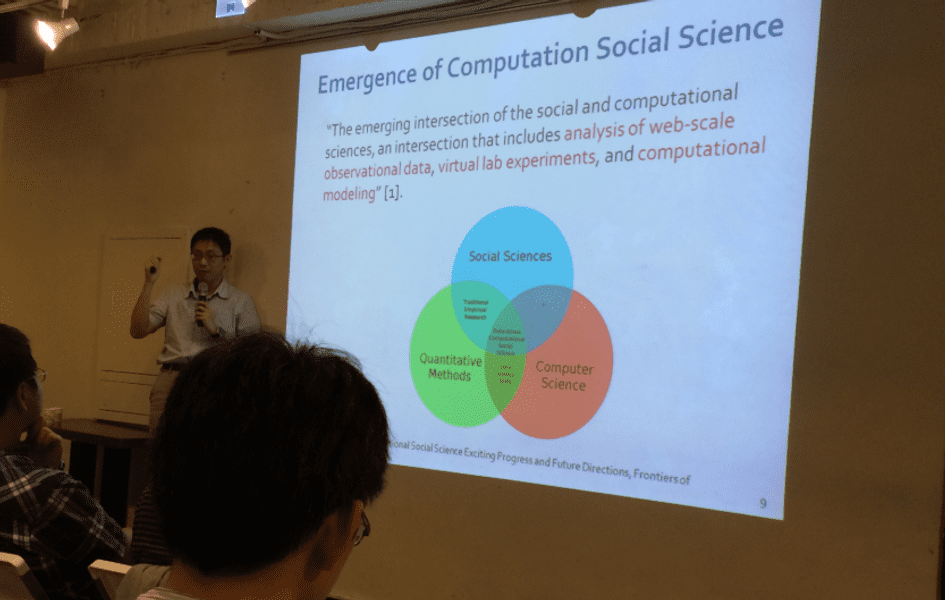 Emergence of Computation Social Science
"The emerging intersection of the social and computational
sciences, an intersection that includes analysis of web-scale
observational data, virtual lab experiments, and computational
modeling" [1].
Social Sciences
Traditional
Empirical
Research
Data-driven
Computational
Social
Science
Quantitative
Methods
Computer
Science
onal Social Science Exciting Progress and Future Directions, Frontiers of
9